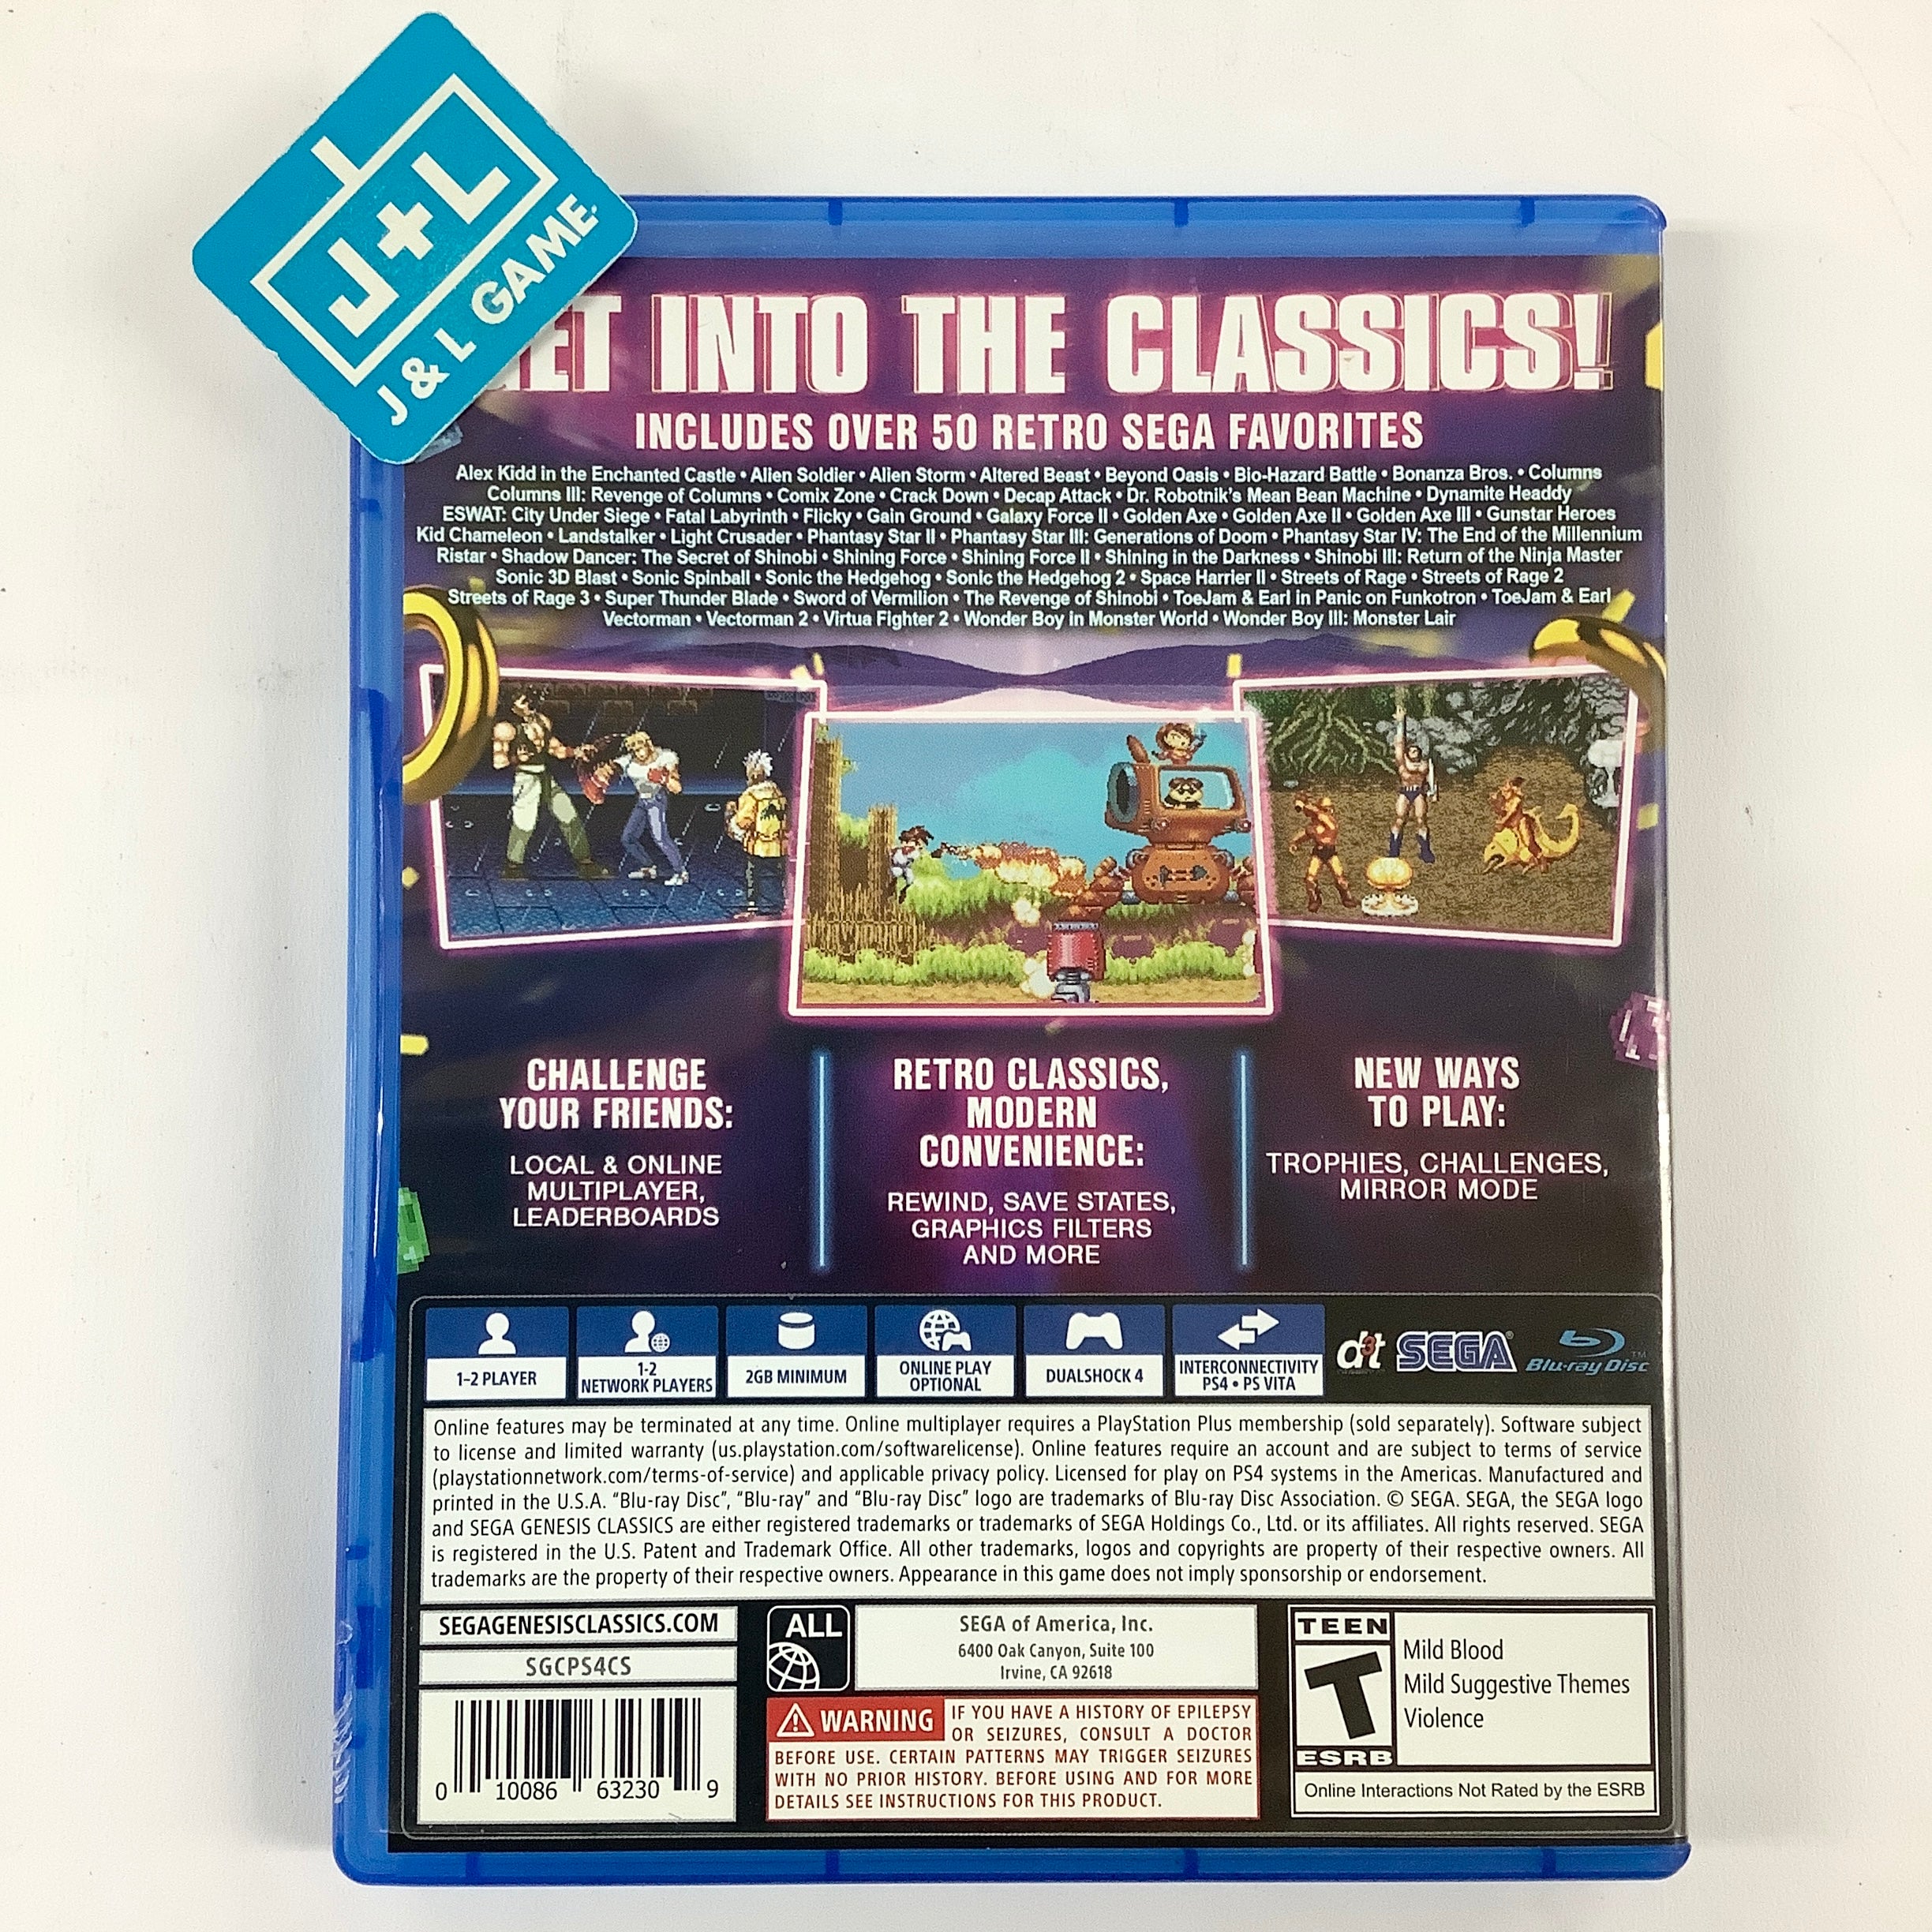 J+L
J & L GAME
GET INTO THE CLASSICS!
INCLUDES OVER 50 RETRO SEGA FAVORITES
Alex Kidd in the Enchanted Castle • Alien Soldier • Alien Storm • Altered Beast • Beyond Oasis • Bio-Hazard Battle • Bonanza Bros. • Columns
Columns III: Revenge of Columns • Comix Zone • Crack Down • Decap Attack • Dr. Robotnik's Mean Bean Machine • Dynamite Headdy
ESWAT: City Under Siege • Fatal Labyrinth • Flicky • Gain Ground • Galaxy Force II • Golden Axe • Golden Axe II • Golden Axe III • Gunstar Heroes
Kid Chameleon • Landstalker • Light Crusader • Phantasy Star II • Phantasy Star III: Generations of Doom • Phantasy Star IV: The End of the Millennium
Ristar • Shadow Dancer: The Secret of Shinobi • Shining Force • Shining Force II • Shining in the Darkness • Shinobi III: Return of the Ninja Master
Sonic 3D Blast • Sonic Spinball • Sonic the Hedgehog • Sonic the Hedgehog 2 • Space Harrier II • Streets of Rage • Streets of Rage 2
Streets of Rage 3 • Super Thunder Blade • Sword of Vermilion • The Revenge of Shinobi • ToeJam & Earl in Panic on Funkotron • ToeJam & Earl
Vectorman • Vectorman 2 • Virtua Fighter 2 • Wonder Boy in Monster World • Wonder Boy III: Monster Lair
CHALLENGE
YOUR FRIENDS:
LOCAL & ONLINE
MULTIPLAYER,
LEADERBOARDS
RETRO CLASSICS,
MODERN
CONVENIENCE:
REWIND, SAVE STATES,
GRAPHICS FILTERS
AND MORE
NEW WAYS
TO PLAY:
TROPHIES, CHALLENGES,
MIRROR MODE
1-2 PLAYER
1-2
NETWORK PLAYERS
2GB MINIMUM
ONLINE PLAY
OPTIONAL
DUALSHOCK 4
INTERCONNECTIVITY
PS4 • PS VITA
d3t
SEGA
Blu-ray Disc
Online features may be terminated at any time. Online multiplayer requires a PlayStation Plus membership (sold separately). Software subject
to license and limited warranty (us.playstation.com/softwarelicense). Online features require an account and are subject to terms of service
(playstationnetwork.com/terms-of-service) and applicable privacy policy. Licensed for play on PS4 systems in the Americas. Manufactured and
printed in the U.S.A. “Blu-ray Disc”, “Blu-ray” and “Blu-ray Disc” logo are trademarks of Blu-ray Disc Association. © SEGA. SEGA, the SEGA logo
and SEGA GENESIS CLASSICS are either registered trademarks or trademarks of SEGA Holdings Co., Ltd. or its affiliates. All rights reserved. SEGA
is registered in the U.S. Patent and Trademark Office. All other trademarks, logos and copyrights are property of their respective owners. All
trademarks are the property of their respective owners. Appearance in this game does not imply sponsorship or endorsement.
SEGAGENESISCLASSICS.COM
SGCPS4CS
0 10086 63230 9
ALL
SEGA of America, Inc.
6400 Oak Canyon, Suite 100
Irvine, CA 92618
WARNING IF YOU HAVE A HISTORY OF EPILEPSY
OR SEIZURES, CONSULT A DOCTOR
BEFORE USE. CERTAIN PATTERNS MAY TRIGGER SEIZURES
WITH NO PRIOR HISTORY. BEFORE USING AND FOR MORE
DETAILS SEE INSTRUCTIONS FOR THIS PRODUCT.
TEEN
T
ESRB
Mild Blood
Mild Suggestive Themes
Violence
Online Interactions Not Rated by the ESRB